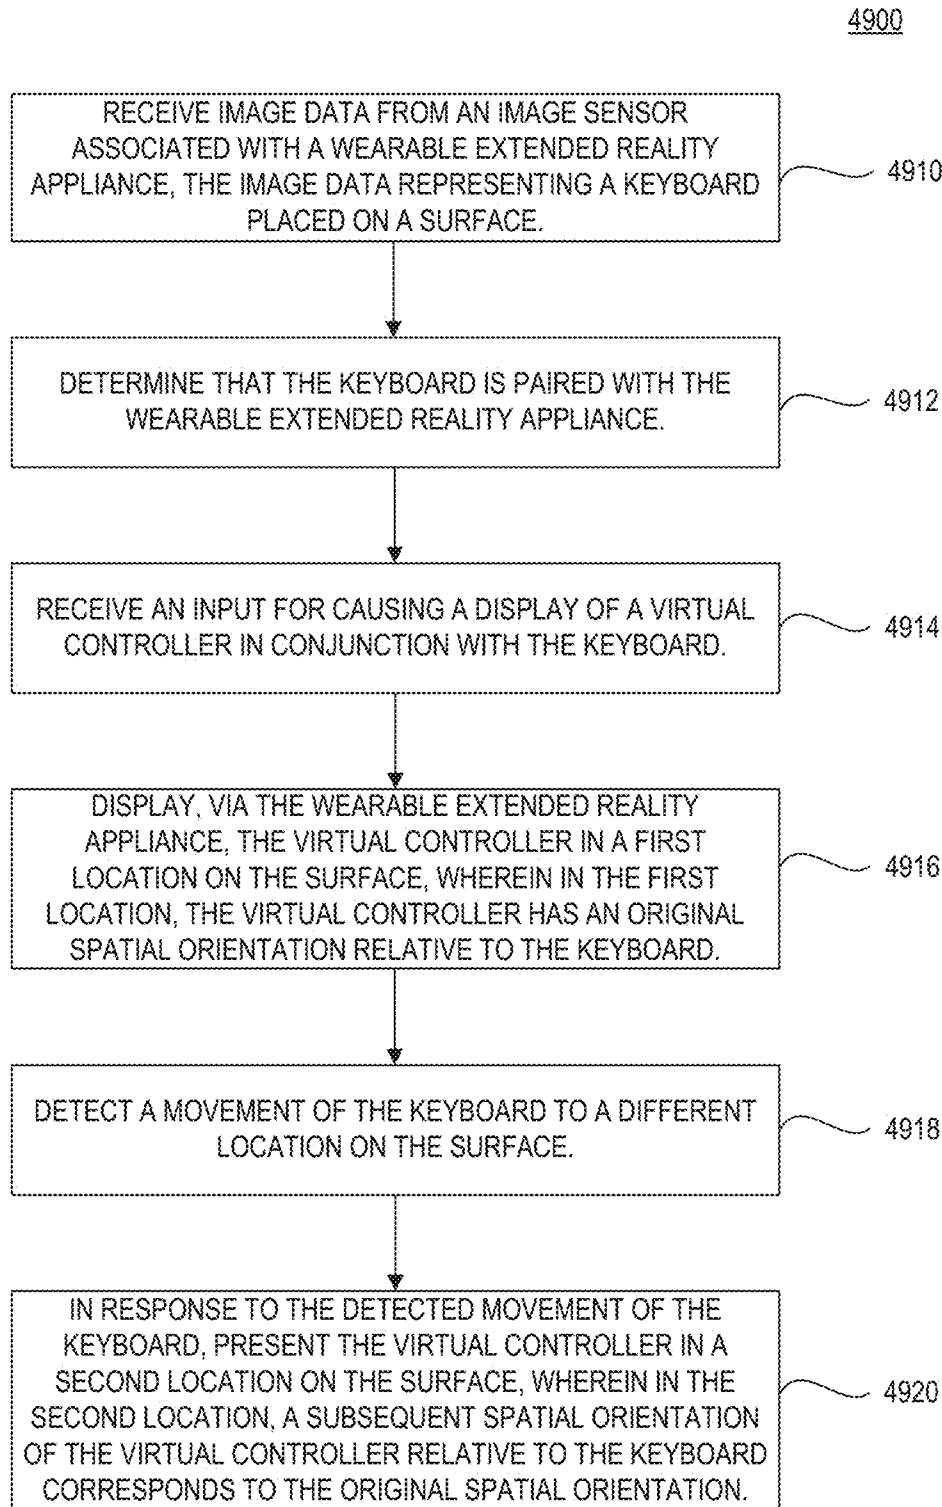 4900
RECEIVE IMAGE DATA FROM AN IMAGE SENSOR
ASSOCIATED WITH A WEARABLE EXTENDED REALITY
APPLIANCE, THE IMAGE DATA REPRESENTING A KEYBOARD
PLACED ON A SURFACE.
4910
DETERMINE THAT THE KEYBOARD IS PAIRED WITH THE
WEARABLE EXTENDED REALITY APPLIANCE.
4912
RECEIVE AN INPUT FOR CAUSING A DISPLAY OF A VIRTUAL
CONTROLLER IN CONJUNCTION WITH THE KEYBOARD.
4914
DISPLAY, VIA THE WEARABLE EXTENDED REALITY
APPLIANCE, THE VIRTUAL CONTROLLER IN A FIRST
LOCATION ON THE SURFACE, WHEREIN IN THE FIRST
LOCATION, THE VIRTUAL CONTROLLER HAS AN ORIGINAL
SPATIAL ORIENTATION RELATIVE TO THE KEYBOARD.
4916
DETECT A MOVEMENT OF THE KEYBOARD TO A DIFFERENT
LOCATION ON THE SURFACE.
4918
IN RESPONSE TO THE DETECTED MOVEMENT OF THE
KEYBOARD, PRESENT THE VIRTUAL CONTROLLER IN A
SECOND LOCATION ON THE SURFACE, WHEREIN IN THE
SECOND LOCATION, A SUBSEQUENT SPATIAL ORIENTATION
OF THE VIRTUAL CONTROLLER RELATIVE TO THE KEYBOARD
CORRESPONDS TO THE ORIGINAL SPATIAL ORIENTATION.
4920